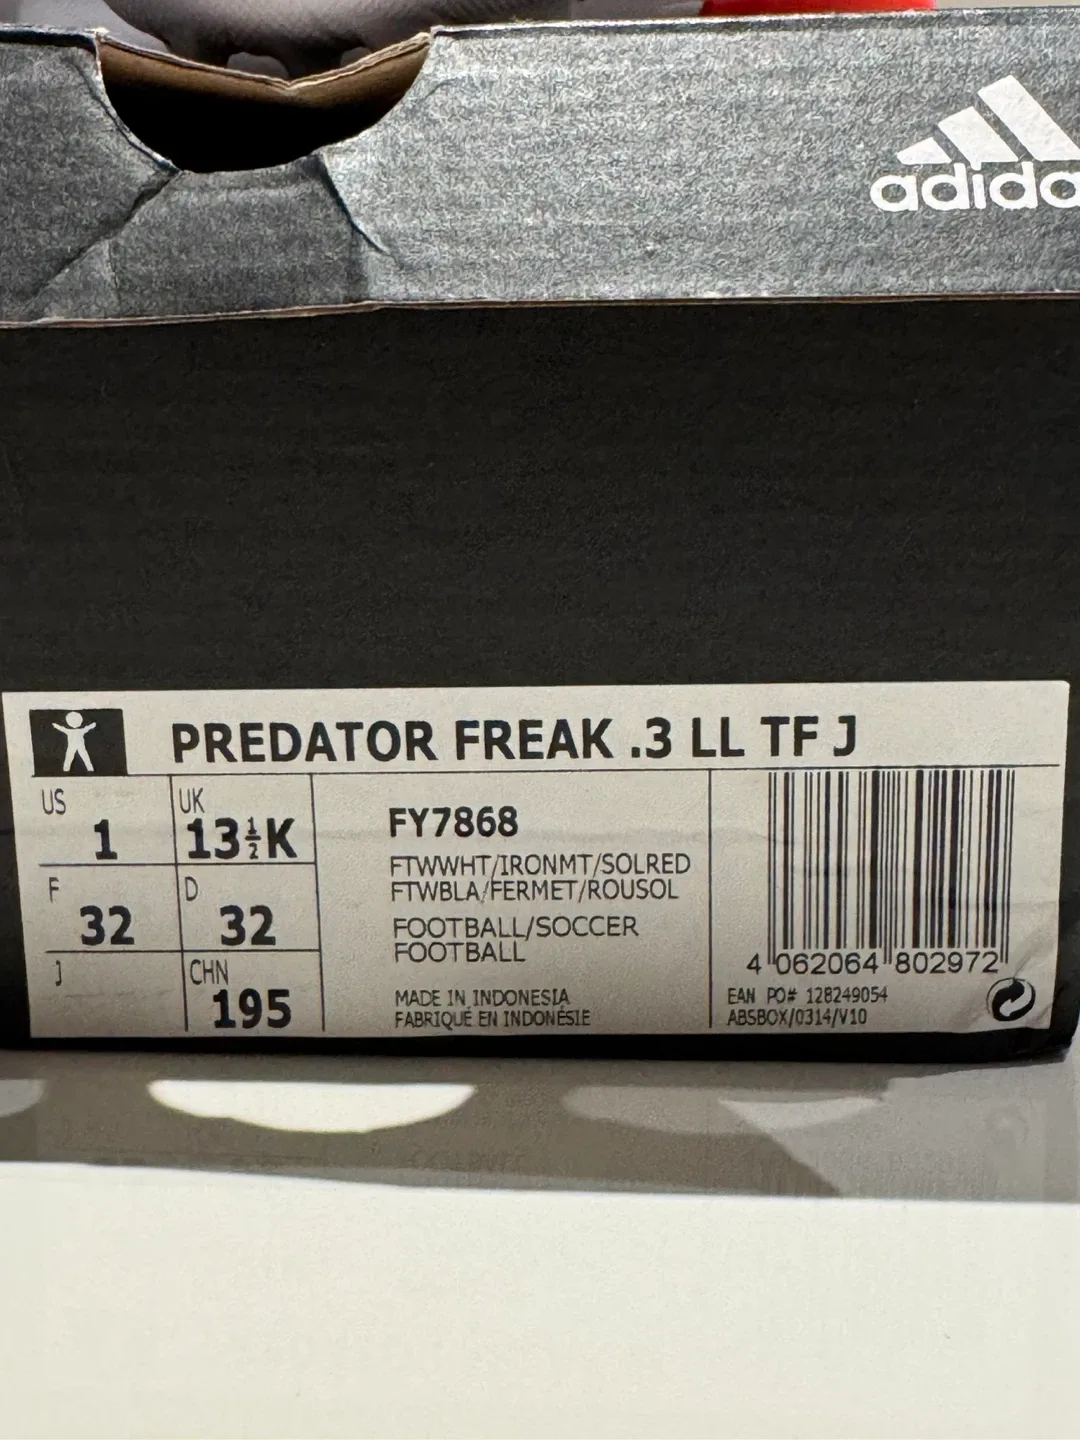 adidas
PREDATOR FREAK .3 LL TF J
US 1
UK 13½K
F 32
D 32
J
CHN 195
FY7868
FTWWHT/IRONMT/SOLRED
FTWBLA/FERMET/ROUSOL
FOOTBALL/SOCCER
FOOTBALL
MADE IN INDONESIA
FABRIQUÉ EN INDONÉSIE
4 062064 802972
EAN PO# 128249054
ABSBOX/0314/V10